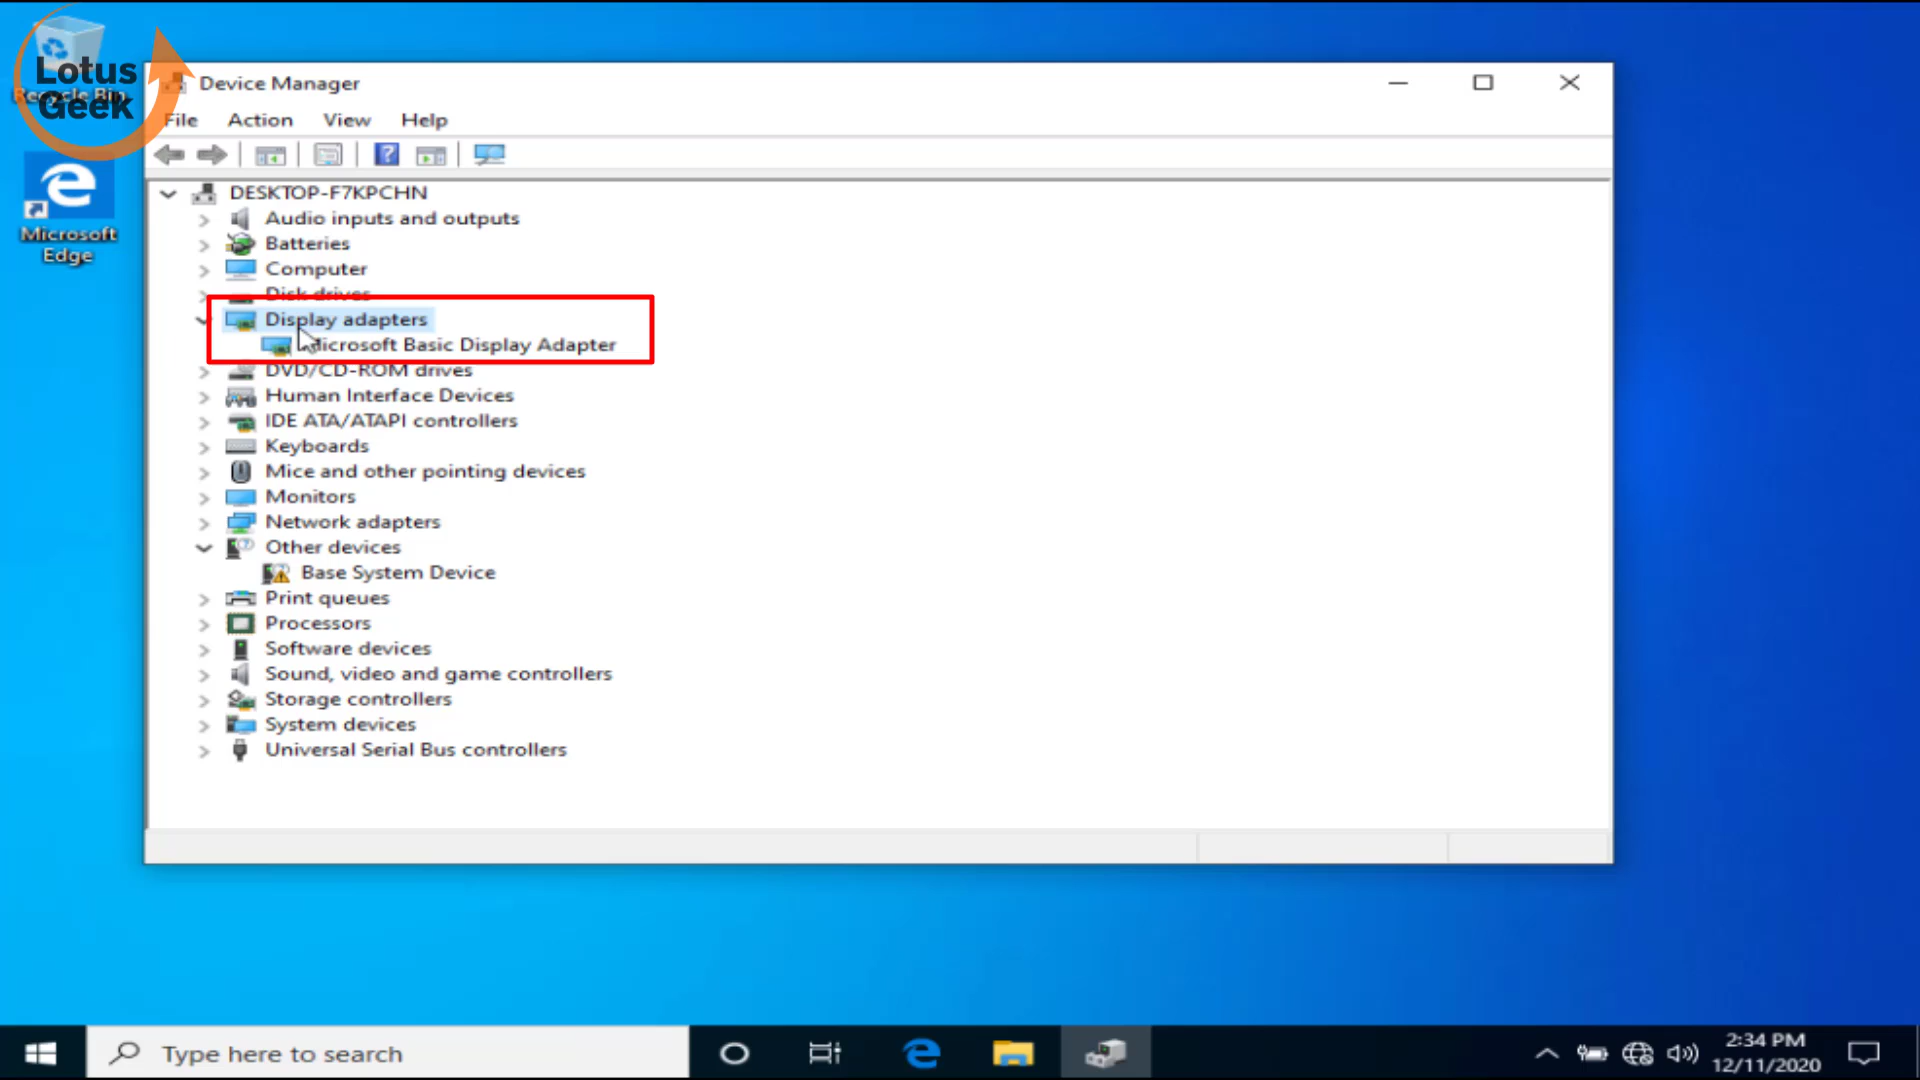 Recycle Bin
Lotus
Geek
Microsoft
Edge
Device Manager
File Action View Help
DESKTOP-F7KPCHN
Audio inputs and outputs
Batteries
Computer
Disk drives
Display adapters
Microsoft Basic Display Adapter
DVD/CD-ROM drives
Human Interface Devices
IDE ATA/ATAPI controllers
Keyboards
Mice and other pointing devices
Monitors
Network adapters
Other devices
Base System Device
Print queues
Processors
Software devices
Sound, video and game controllers
Storage controllers
System devices
Universal Serial Bus controllers
Type here to search
2:34 PM
12/11/2020